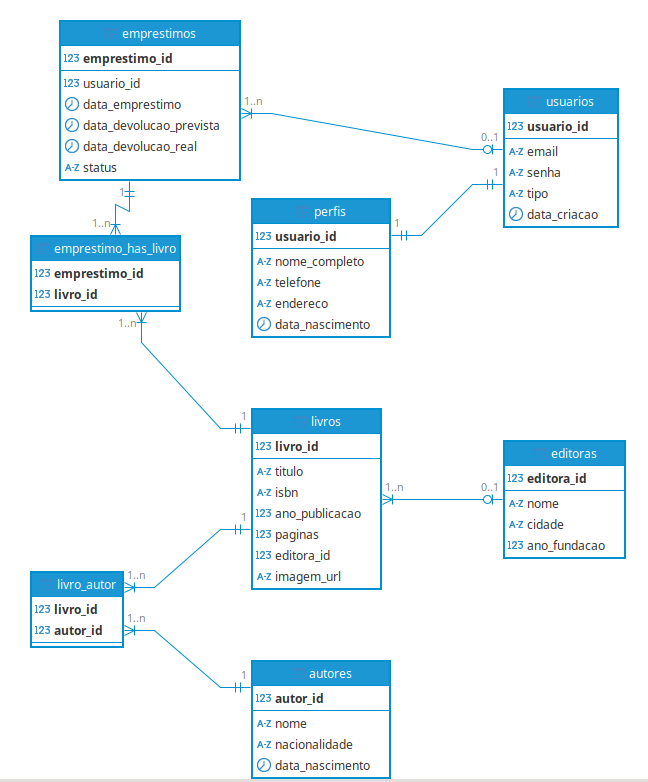 emprestimos
123 emprestimo_id
123 usuario_id
data_emprestimo
data_devolucao_prevista
data_devolucao_real
A-Z status
1..n
0..1
usuarios
123 usuario_id
A-Z email
A-Z senha
A-Z tipo
data_criacao
1
1
perfis
123 usuario_id
A-Z nome_completo
A-Z telefone
A-Z endereco
data_nascimento
1
1..n
emprestimo_has_livro
123 emprestimo_id
123 livro_id
1..n
1
livros
123 livro_id
A-Z titulo
A-Z isbn
123 ano_publicacao
123 paginas
123 editora_id
A-Z imagem_url
1..n
0..1
editoras
123 editora_id
A-Z nome
A-Z cidade
123 ano_fundacao
1
1..n
livro_autor
123 livro_id
123 autor_id
1..n
1
autores
123 autor_id
A-Z nome
A-Z nacionalidade
data_nascimento